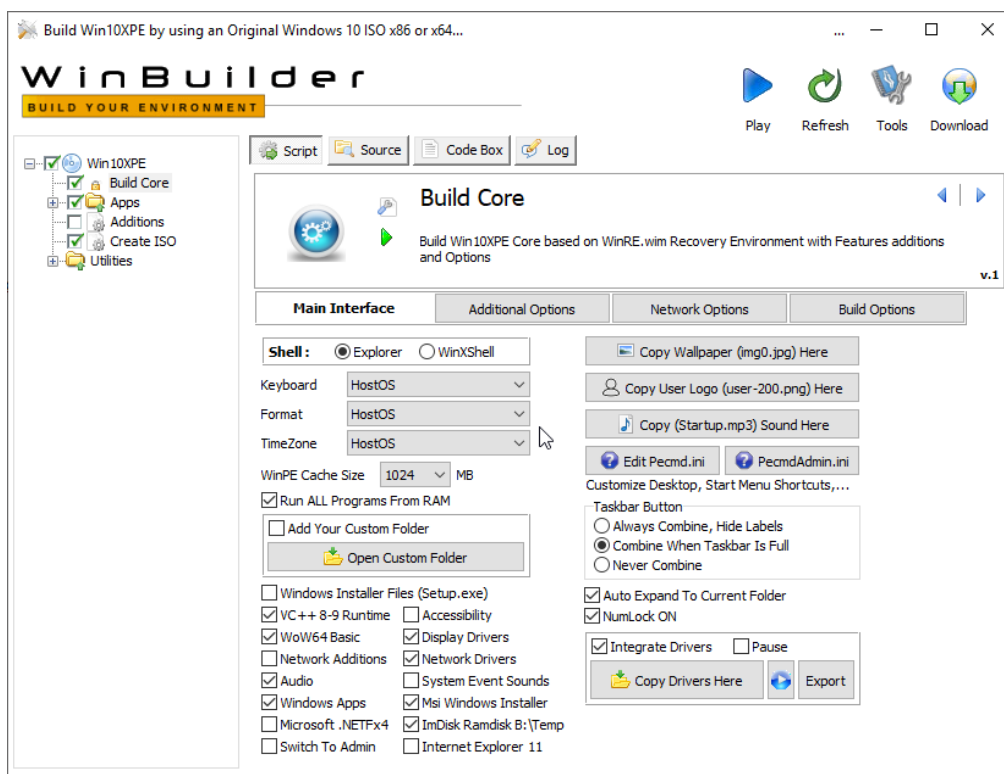 Build Win10XPE by using an Original Windows 10 ISO x86 or x64...
...
WinBuilder
BUILD YOUR ENVIRONMENT
Play Refresh Tools Download
Win10XPE
Build Core
Apps
Additions
Create ISO
Utilities
Script Source Code Box Log
Build Core
Build Win10XPE Core based on WinRE.wim Recovery Environment with Features additions
and Options
v.1
Main Interface Additional Options Network Options Build Options
Shell : Explorer WinXShell
Keyboard HostOS
Format HostOS
TimeZone HostOS
WinPE Cache Size 1024 MB
Run ALL Programs From RAM
Add Your Custom Folder
Open Custom Folder
Windows Installer Files (Setup.exe)
VC++ 8-9 Runtime Accessibility
WoW64 Basic Display Drivers
Network Additions Network Drivers
Audio System Event Sounds
Windows Apps Msi Windows Installer
Microsoft .NETFx4 ImDisk Ramdisk B:\Temp
Switch To Admin Internet Explorer 11
Copy Wallpaper (img0.jpg) Here
Copy User Logo (user-200.png) Here
Copy (Startup.mp3) Sound Here
Edit Pecmd.ini PecmdAdmin.ini
Customize Desktop, Start Menu Shortcuts,...
Taskbar Button
Always Combine, Hide Labels
Combine When Taskbar Is Full
Never Combine
Auto Expand To Current Folder
NumLock ON
Integrate Drivers Pause
Copy Drivers Here Export